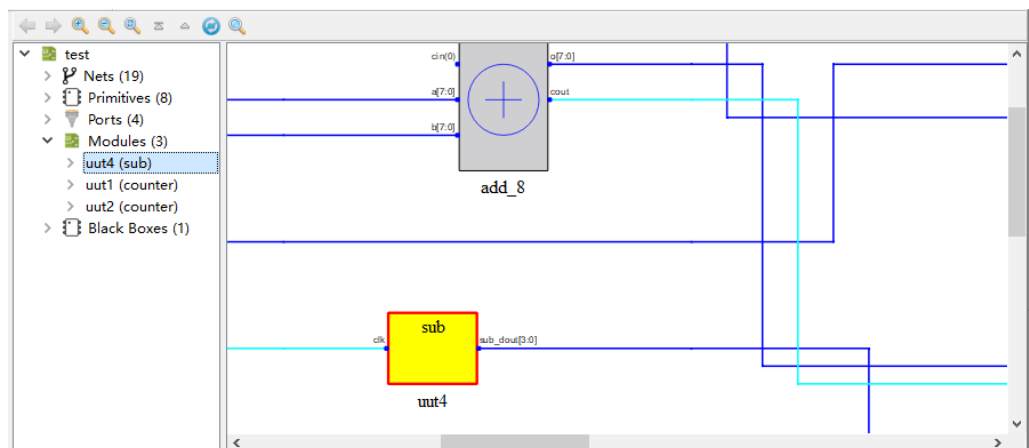 test
Nets (19)
Primitives (8)
Ports (4)
Modules (3)
uut4 (sub)
uut1 (counter)
uut2 (counter)
Black Boxes (1)
cin(0)
o[7:0]
a[7:0]
cout
b[7:0]
add_8
sub
clk
sub_dout[3:0]
uut4